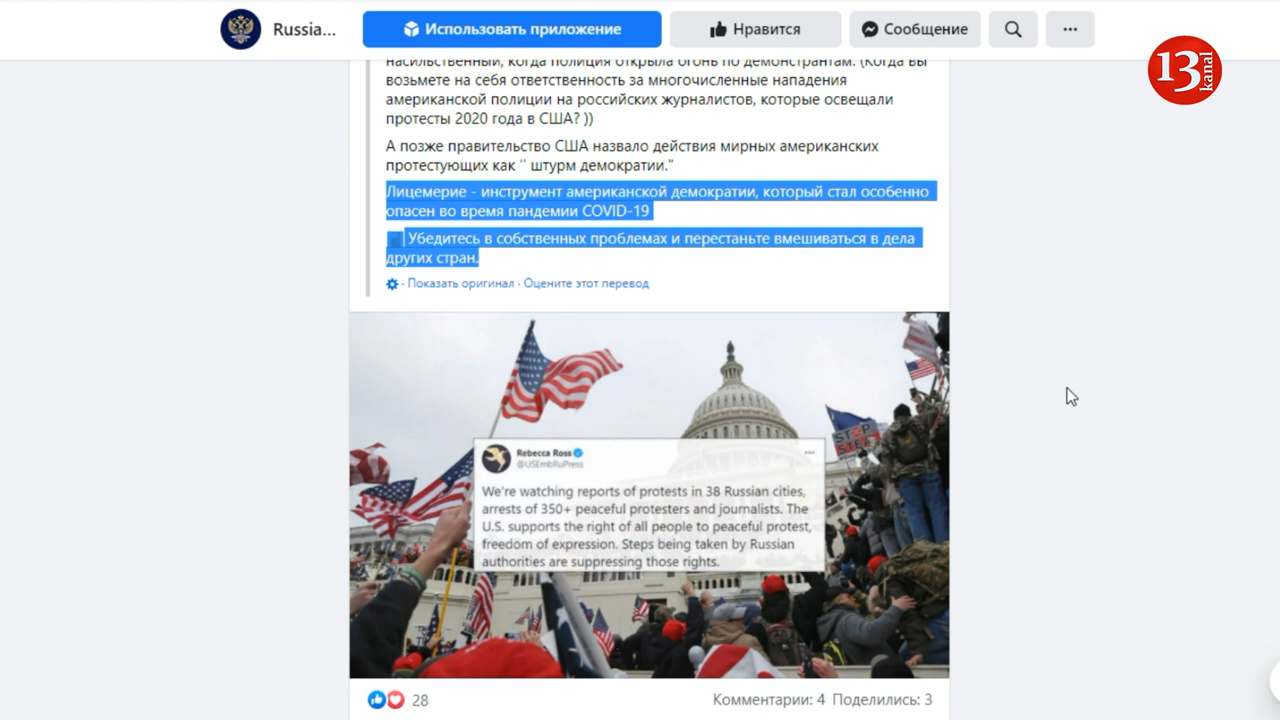 Russia...
Использовать приложение
Нравится
Сообщение
13
kanal
насильственный, когда полиция открыла огонь по демонстрантам. (Когда вы
возьмете на себя ответственность за многочисленные нападения
американской полиции на российских журналистов, которые освещали
протесты 2020 года в США? ))
А позже правительство США назвало действия мирных американских
протестующих как ‘‘ штурм демократии.”
Лицемерие - инструмент американской демократии, который стал особенно
опасен во время пандемии COVID-19
Убедитесь в собственных проблемах и перестаньте вмешиваться в дела
других стран.
· Показать оригинал · Оцените этот перевод
STOP
Rebecca Ross
@USEmbRuPress
We're watching reports of protests in 38 Russian cities,
arrests of 350+ peaceful protesters and journalists. The
U.S. supports the right of all people to peaceful protest,
freedom of expression. Steps being taken by Russian
authorities are suppressing those rights.
28
Комментарии: 4 Поделились: 3